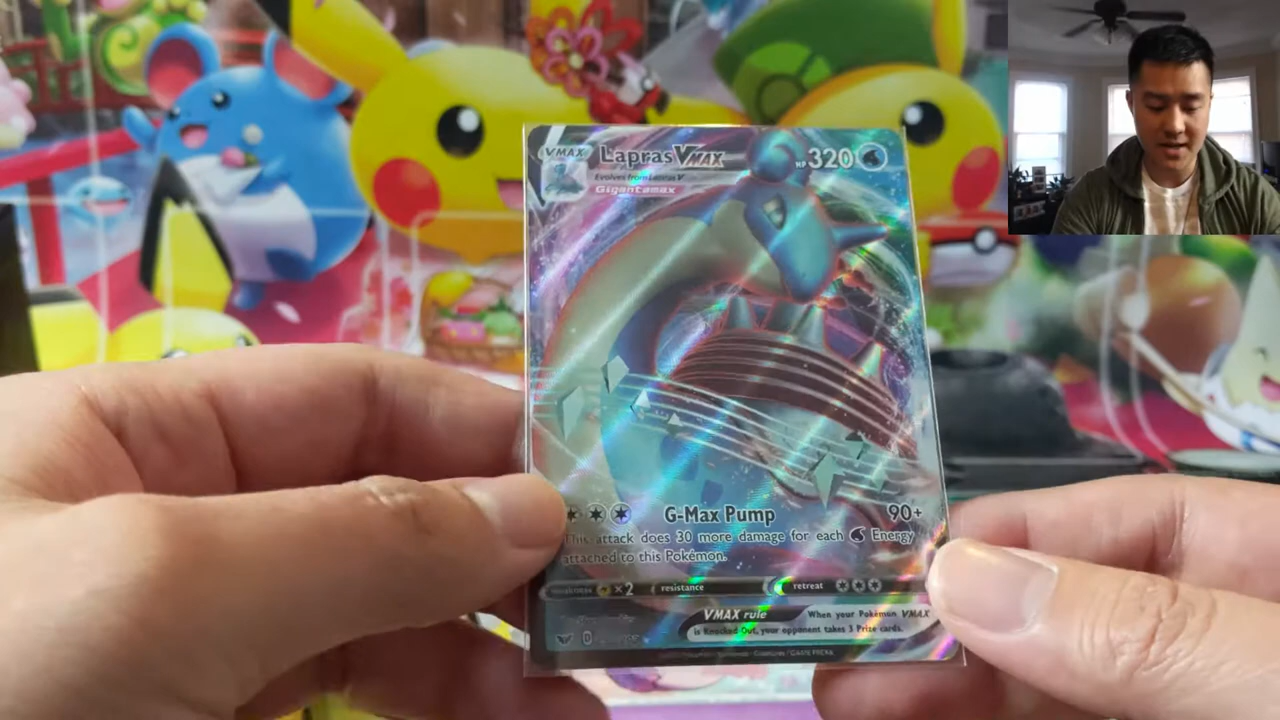 VMAX Lapras VMAX HP 320
Evolves from Lapras V
Gigantamax
G-Max Pump 90+
This attack does 30 more damage for each Energy
attached to this Pokémon.
×2 resistance retreat
VMAX rule When your Pokémon VMAX
is Knocked Out, your opponent takes 3 Prize cards.
D